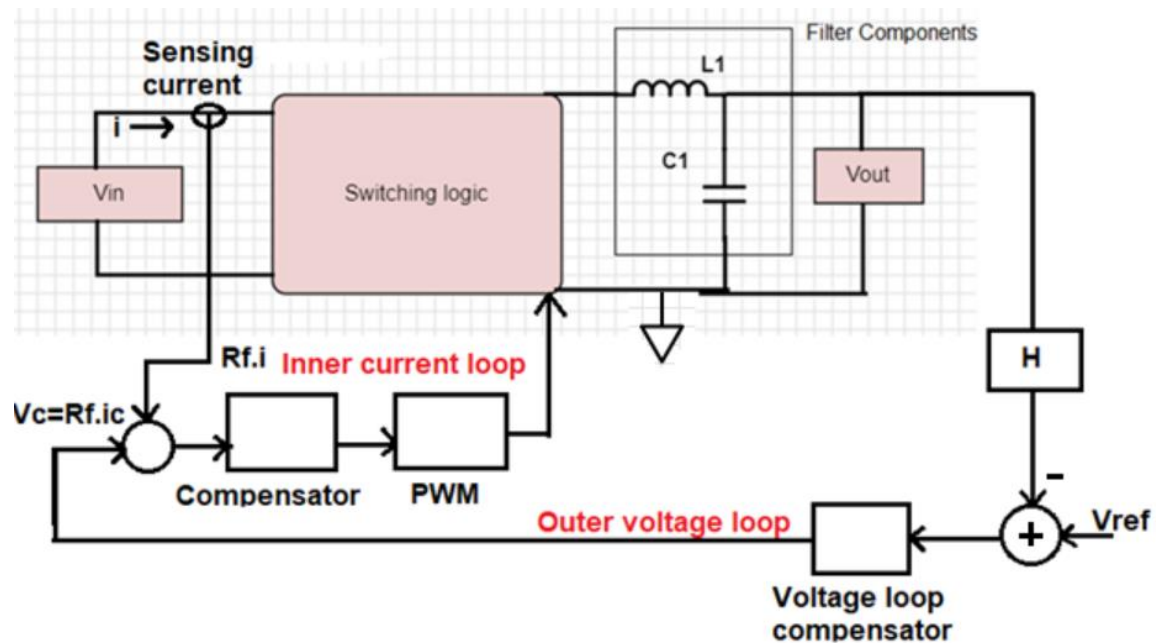 Filter Components
Sensing
current
L1
i
C1
Vin
Switching logic
Vout
Rf.i
Inner current loop
H
Vc=Rf.ic
Compensator
PWM
-
Outer voltage loop
+
Vref
Voltage loop
compensator